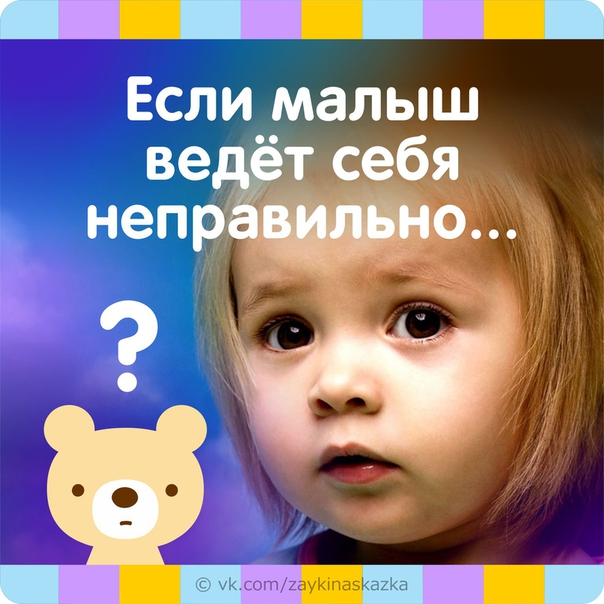 Если малыш
ведёт себя
неправильно...
?
© vk.com/zaykinaskazka